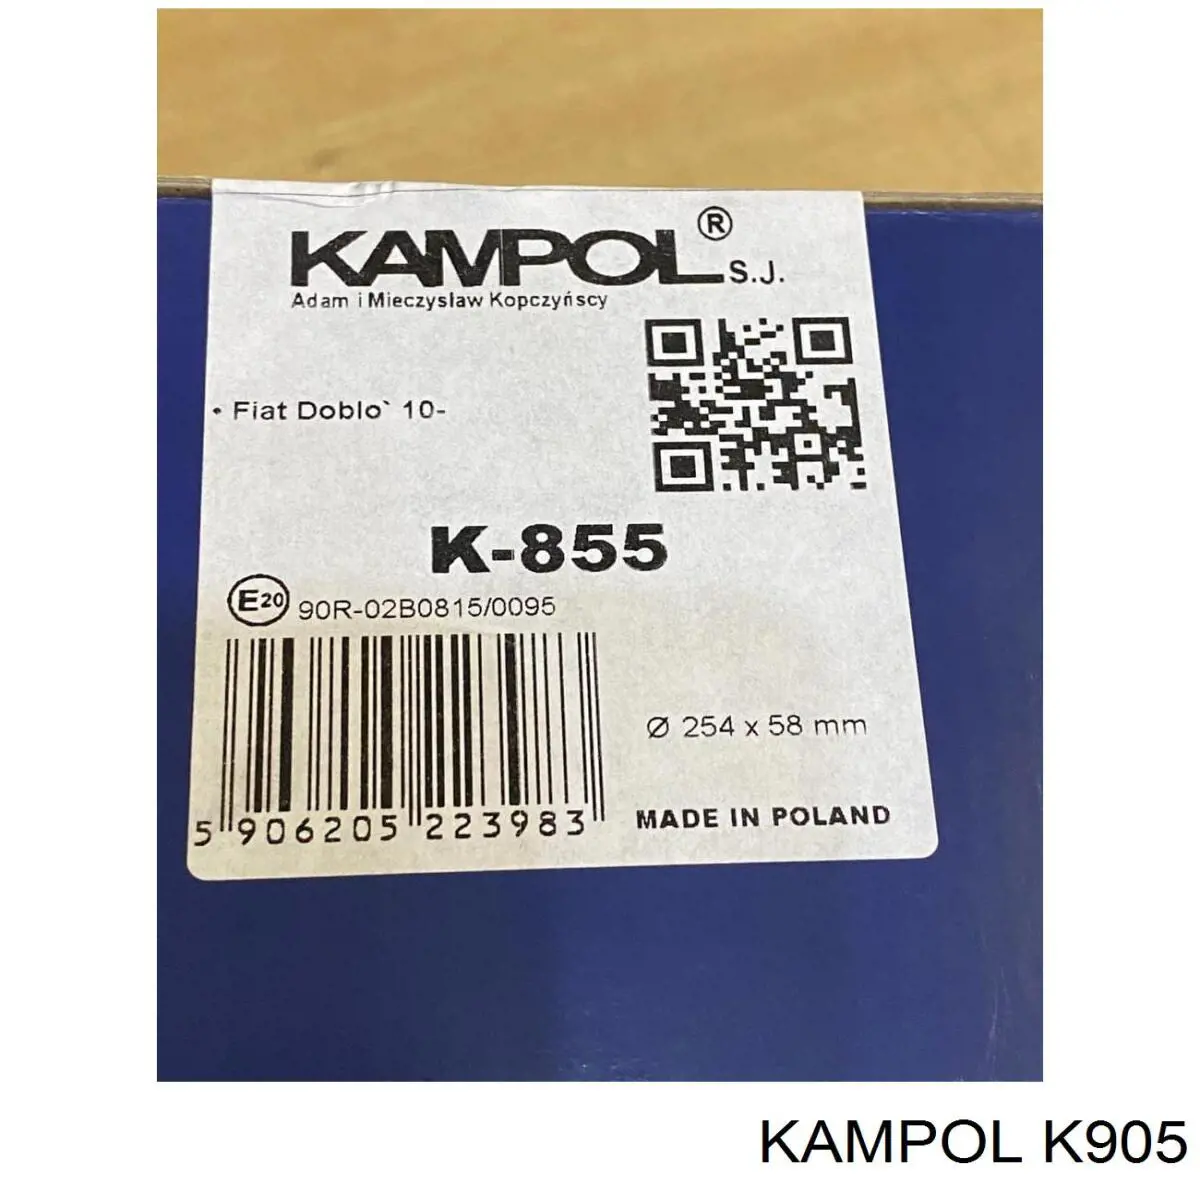 KAMPOL® S.J.
Adam i Mieczysław Kopczyńscy
• Fiat Doblo` 10-
K-855
E20 90R-02B0815/0095
Ø 254 x 58 mm
5 906205 223983
MADE IN POLAND
KAMPOL K905